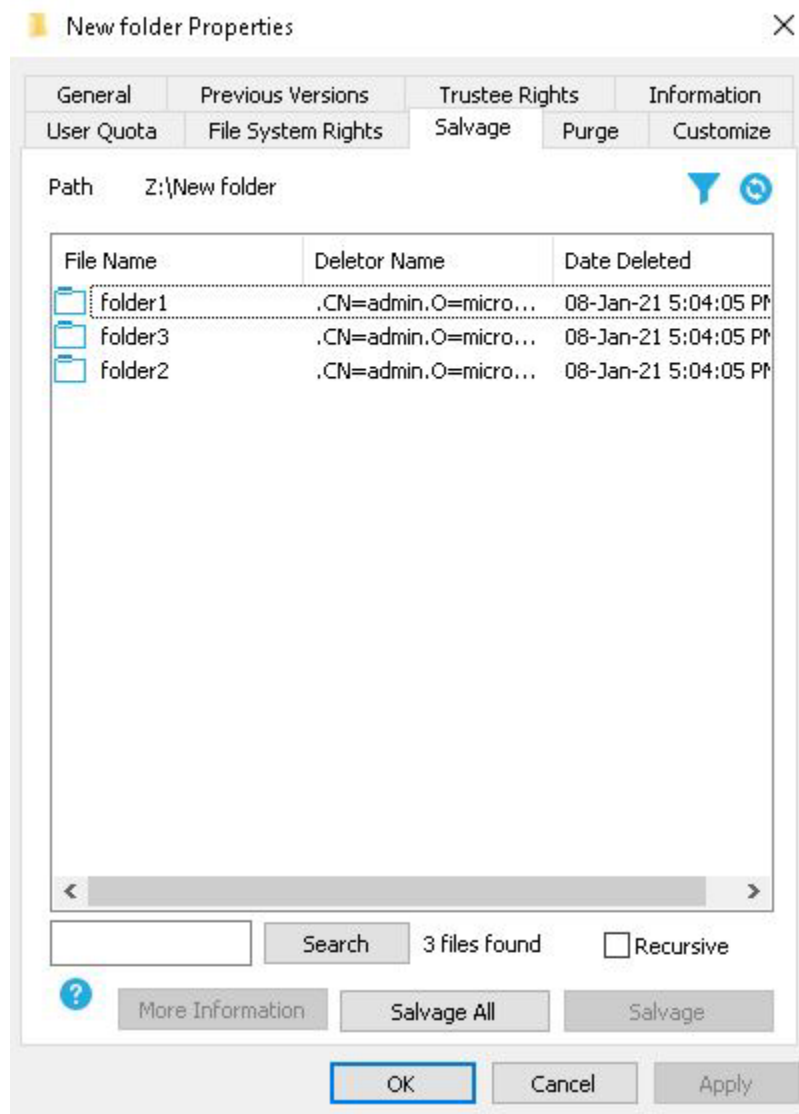 New folder Properties
General Previous Versions Trustee Rights Information
User Quota File System Rights Salvage Purge Customize
Path Z:\New folder
File Name Deletor Name Date Deleted
folder1 .CN=admin.O=micro... 08-Jan-21 5:04:05
folder3 .CN=admin.O=micro... 08-Jan-21 5:04:05
folder2 .CN=admin.O=micro... 08-Jan-21 5:04:05
Search 3 files found Recursive
? More Information Salvage All Salvage
OK Cancel Apply